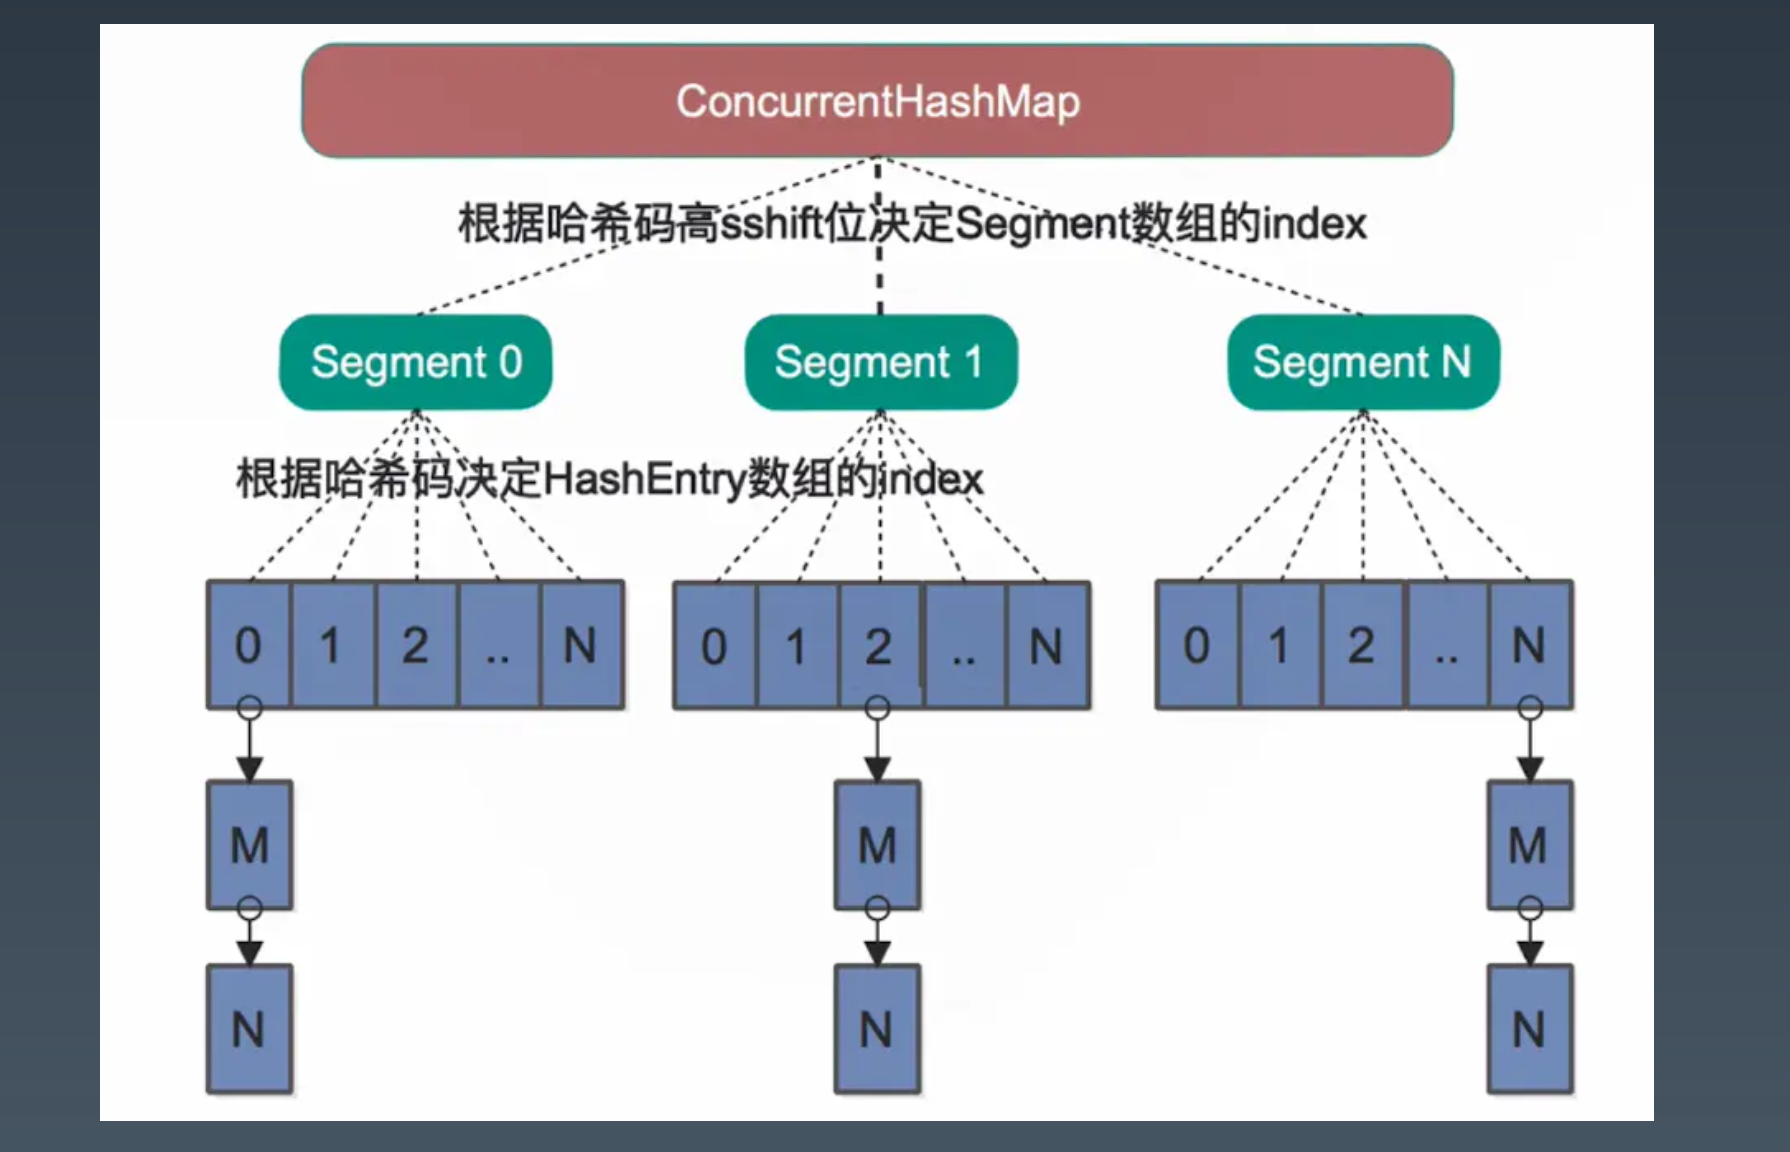 ConcurrentHashMap
根据哈希码高sshift位决定Segment数组的index
Segment 0 Segment 1 Segment N
根据哈希码决定HashEntry数组的index
0 1 2 .. N 0 1 2 .. N 0 1 2 .. N
M M M
N N N